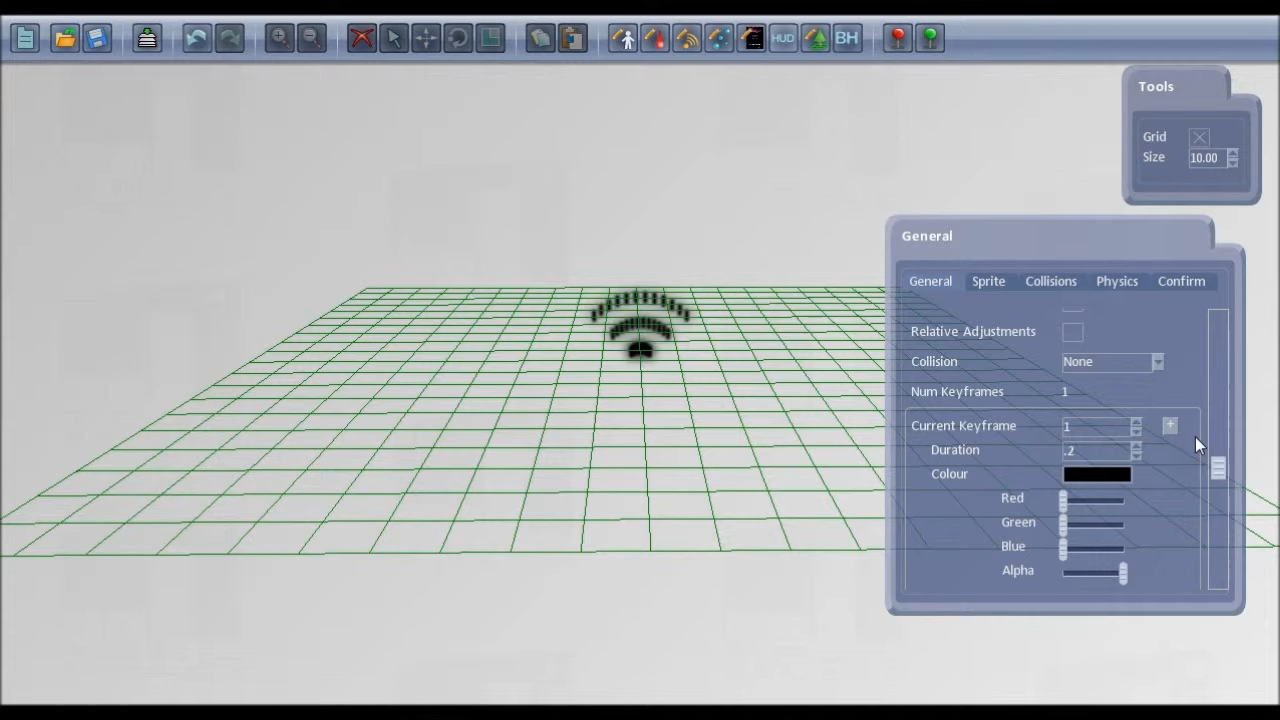 HUD BH
Tools
Grid
Size 10.00
General
General Sprite Collisions Physics Confirm
Relative Adjustments
Collision None
Num Keyframes 1
Current Keyframe 1 +
Duration .2
Colour
Red
Green
Blue
Alpha